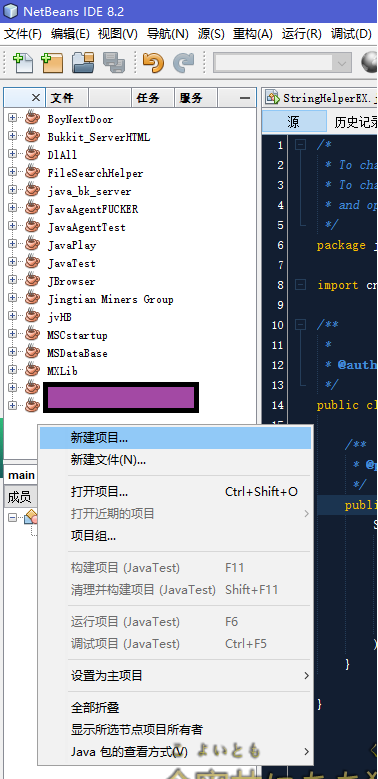 NetBeans IDE 8.2
文件(F) 编辑(E) 视图(V) 导航(N) 源(S) 重构(A) 运行(R) 调试(D)
文件 任务 服务
StringHelperEX.j
源 历史记录
BoyNextDoor
Bukkit_ServerHTML
DlAll
FileSearchHelper
java_bk_server
JavaAgentFUCKER
JavaAgentTest
JavaPlay
JavaTest
JBrowser
Jingtian Miners Group
jvHB
MSCstartup
MSDataBase
MXLib
1 /*
2 * To cha
3 * To cha
4 * and op
5 */
6 package j
7
8 import cn
9
10 /**
11 *
12 * @auth
13 */
14 public cl
/**
* @p
*/
publi
S
)
}
}
main
成员
新建项目...
新建文件(N)...
打开项目... Ctrl+Shift+O
打开近期的项目
项目组...
构建项目 (JavaTest) F11
清理并构建项目 (JavaTest) Shift+F11
运行项目 (JavaTest) F6
调试项目 (JavaTest) Ctrl+F5
设置为主项目
全部折叠
显示所选节点项目所有者
Java 包的查看方式(V)
よいとも